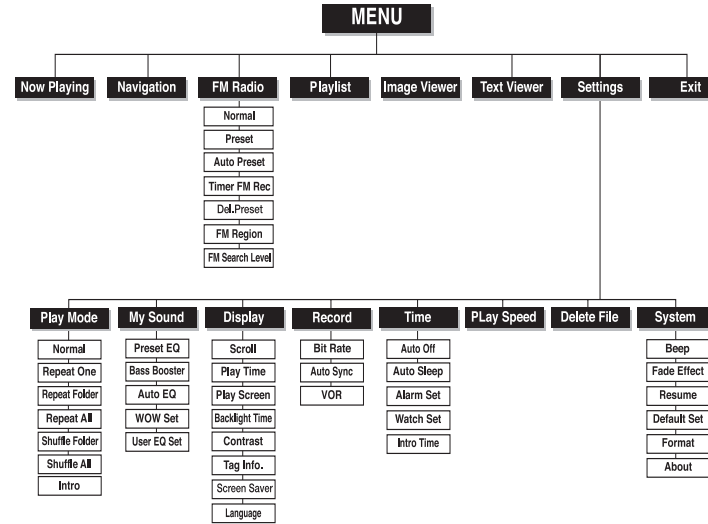 MENU
Now Playing
Navigation
FM Radio
Playlist
Image Viewer
Text Viewer
Settings
Exit
Normal
Preset
Auto Preset
Timer FM Rec
Del.Preset
FM Region
FM Search Level
Play Mode
Normal
Repeat One
Repeat Folder
Repeat All
Shuffle Folder
Shuffle All
Intro
My Sound
Preset EQ
Bass Booster
Auto EQ
WOW Set
User EQ Set
Display
Scroll
Play Time
Play Screen
Backlight Time
Contrast
Tag Info.
Screen Saver
Language
Record
Bit Rate
Auto Sync
VOR
Time
Auto Off
Auto Sleep
Alarm Set
Watch Set
Intro Time
PLay Speed
Delete File
System
Beep
Fade Effect
Resume
Default Set
Format
About